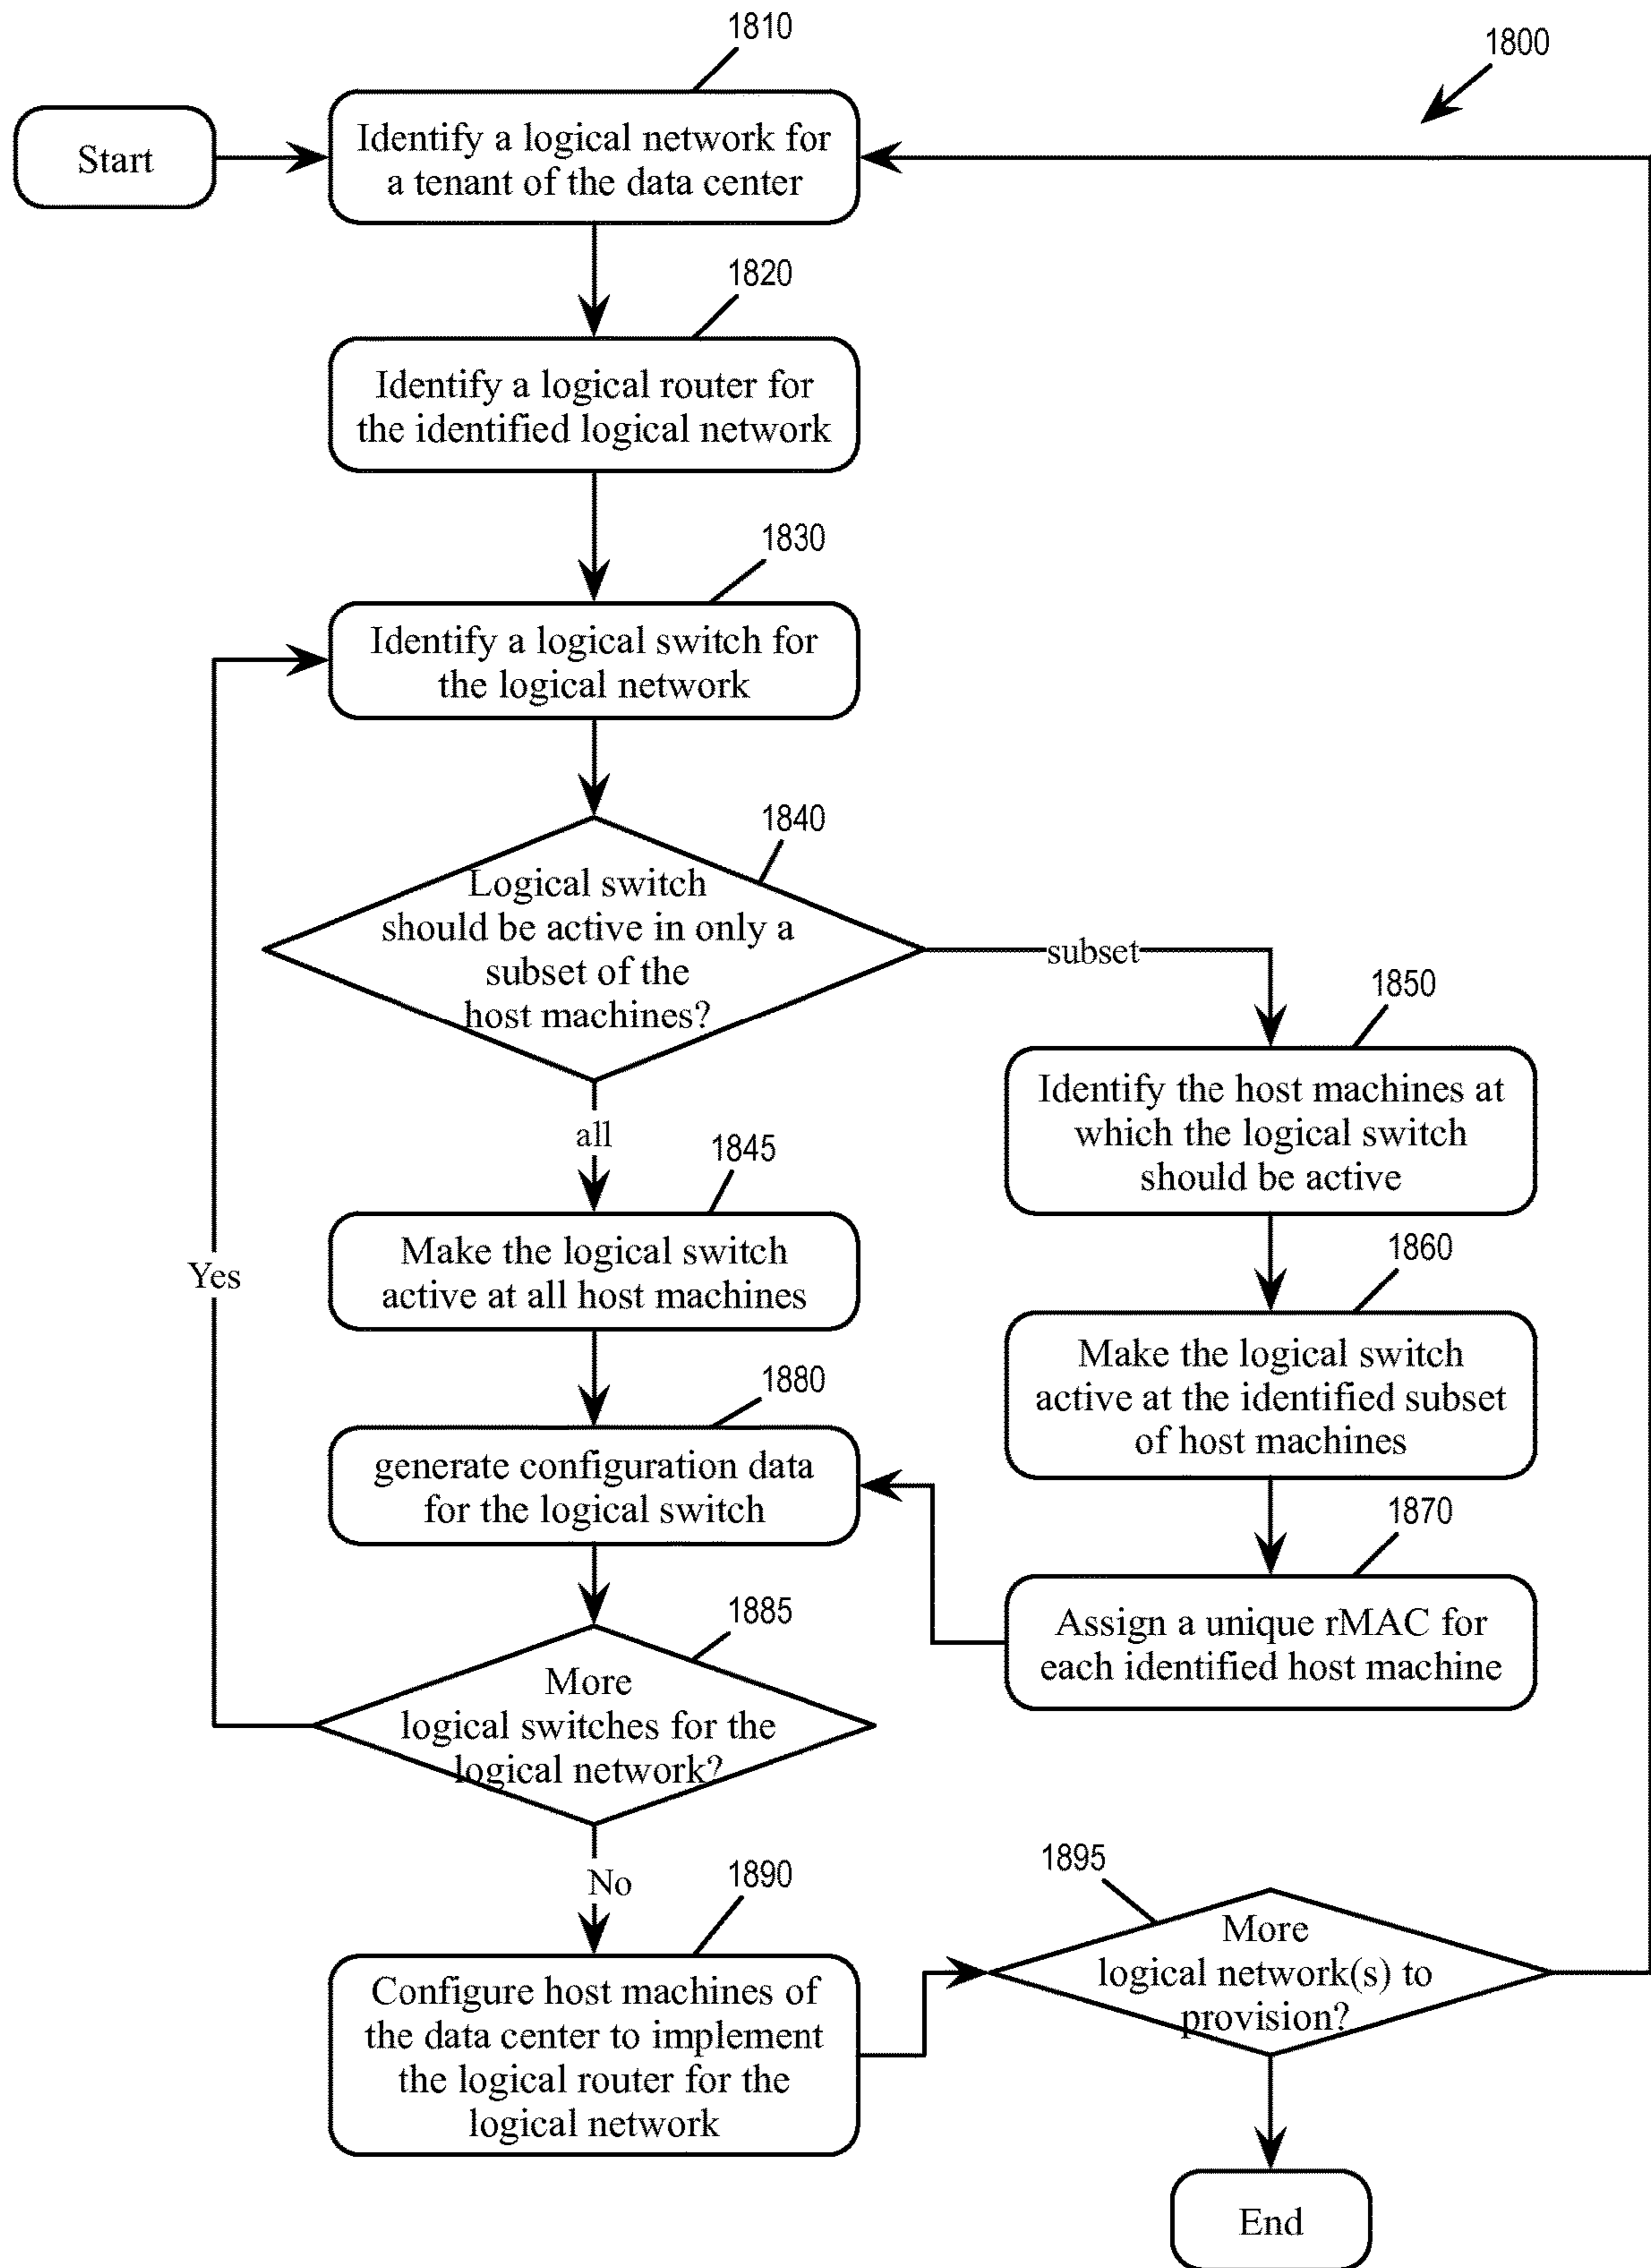 1810
1800
Start
Identify a logical network for
a tenant of the data center
1820
Identify a logical router for
the identified logical network
1830
Identify a logical switch for
the logical network
1840
Logical switch
should be active in only a
subset of the
host machines?
subset
1850
Identify the host machines at
which the logical switch
should be active
all
1845
Make the logical switch
active at all host machines
Yes
1860
Make the logical switch
active at the identified subset
of host machines
1880
generate configuration data
for the logical switch
1870
Assign a unique rMAC for
each identified host machine
1885
More
logical switches for the
logical network?
No
1890
Configure host machines of
the data center to implement
the logical router for the
logical network
1895
More
logical network(s) to
provision?
End